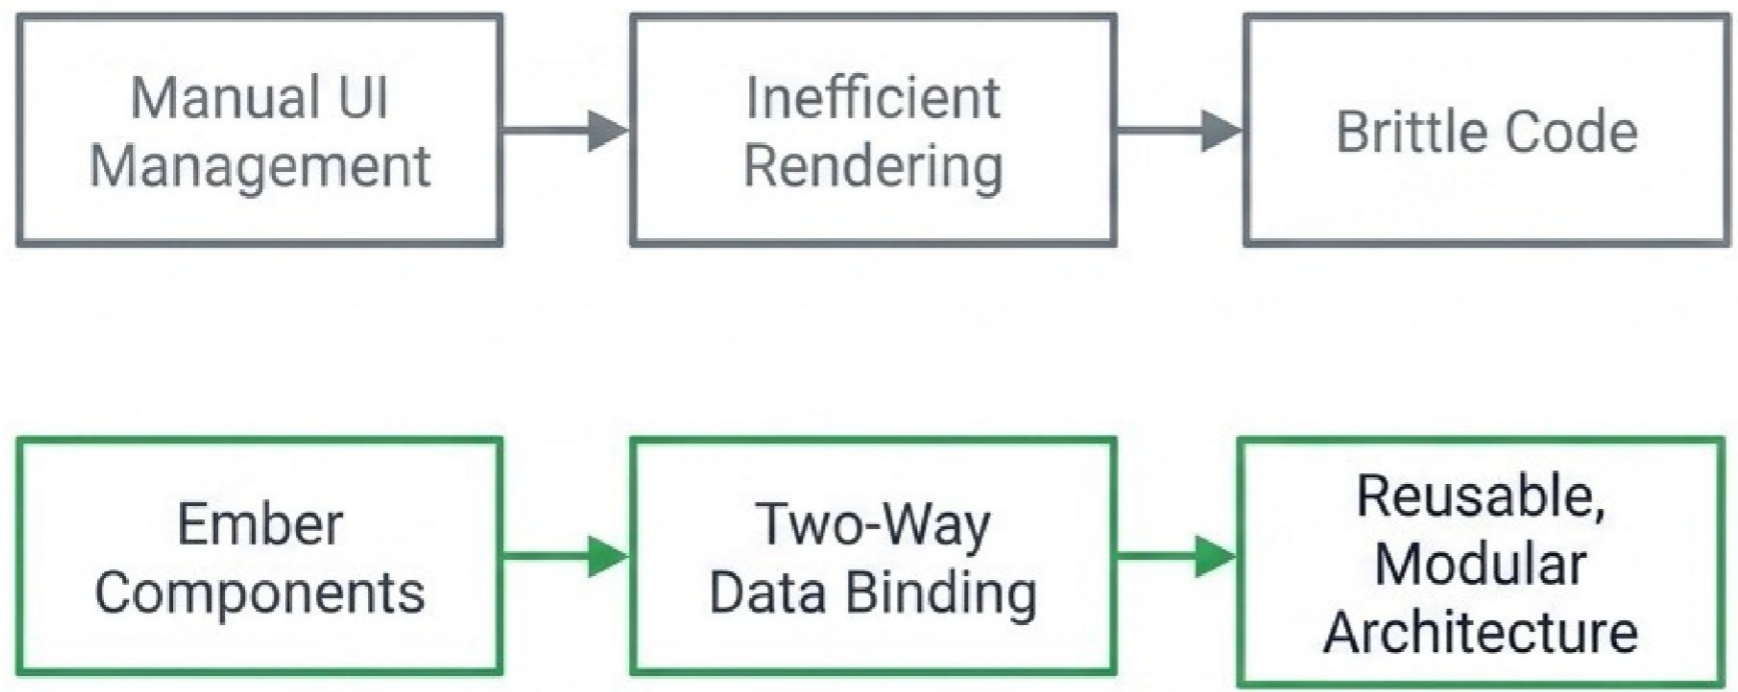 Manual UI
Management
Inefficient
Rendering
Brittle Code
Ember
Components
Two-Way
Data Binding
Reusable,
Modular
Architecture